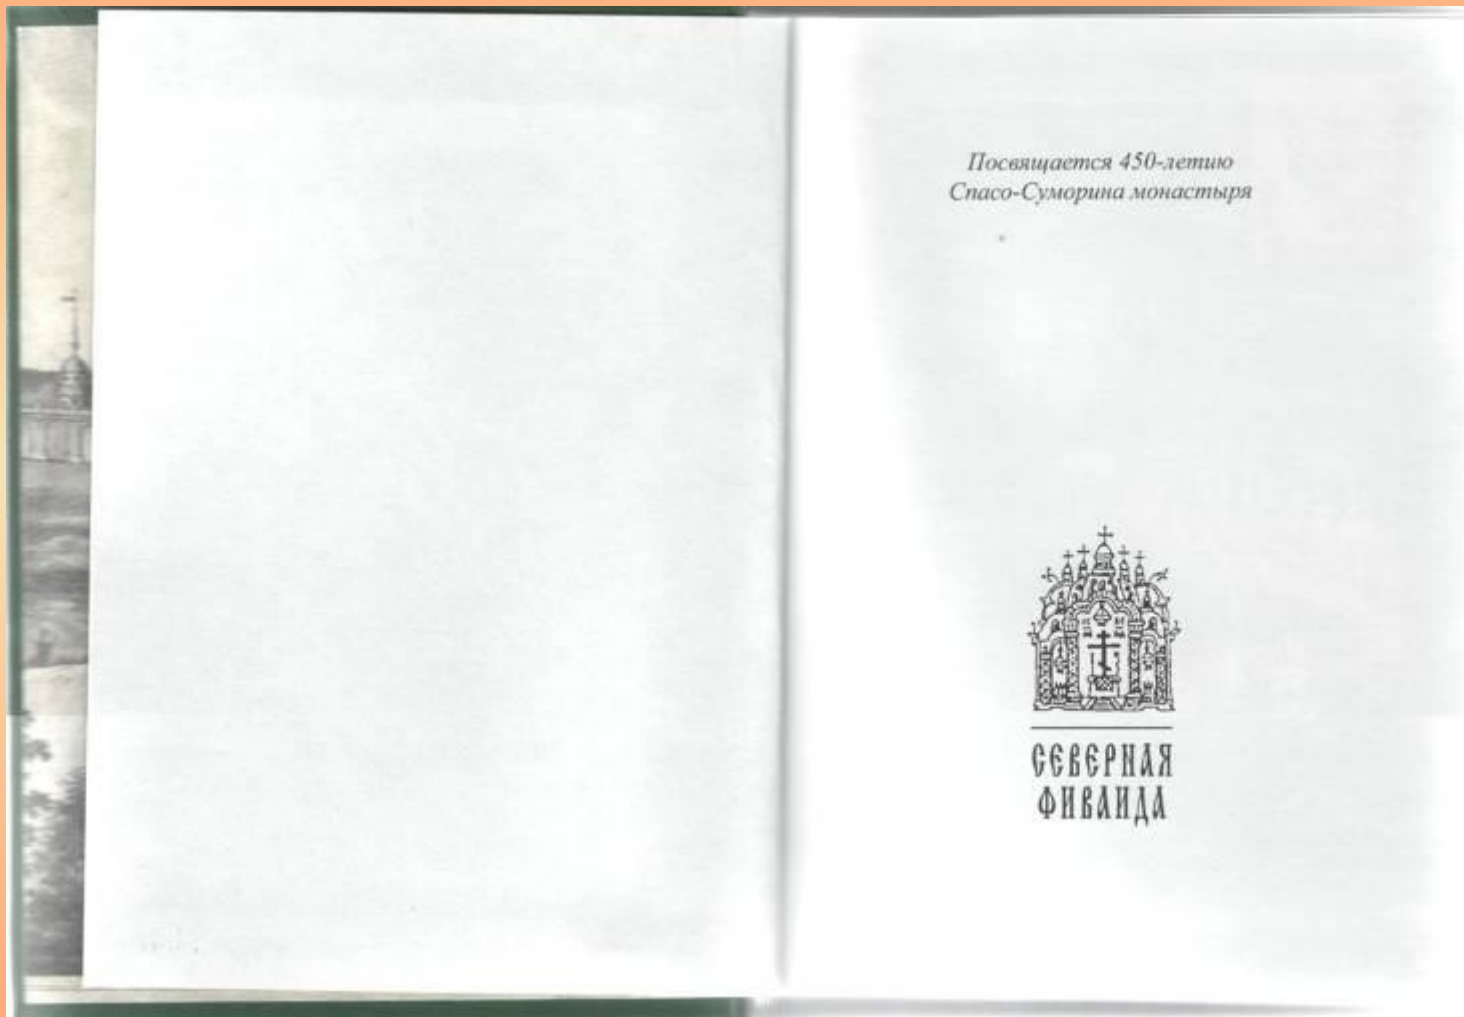 Посвящается 450-летию
Спасо-Суморина монастыря
СЕВЕРНАЯ
ФИВАИДА